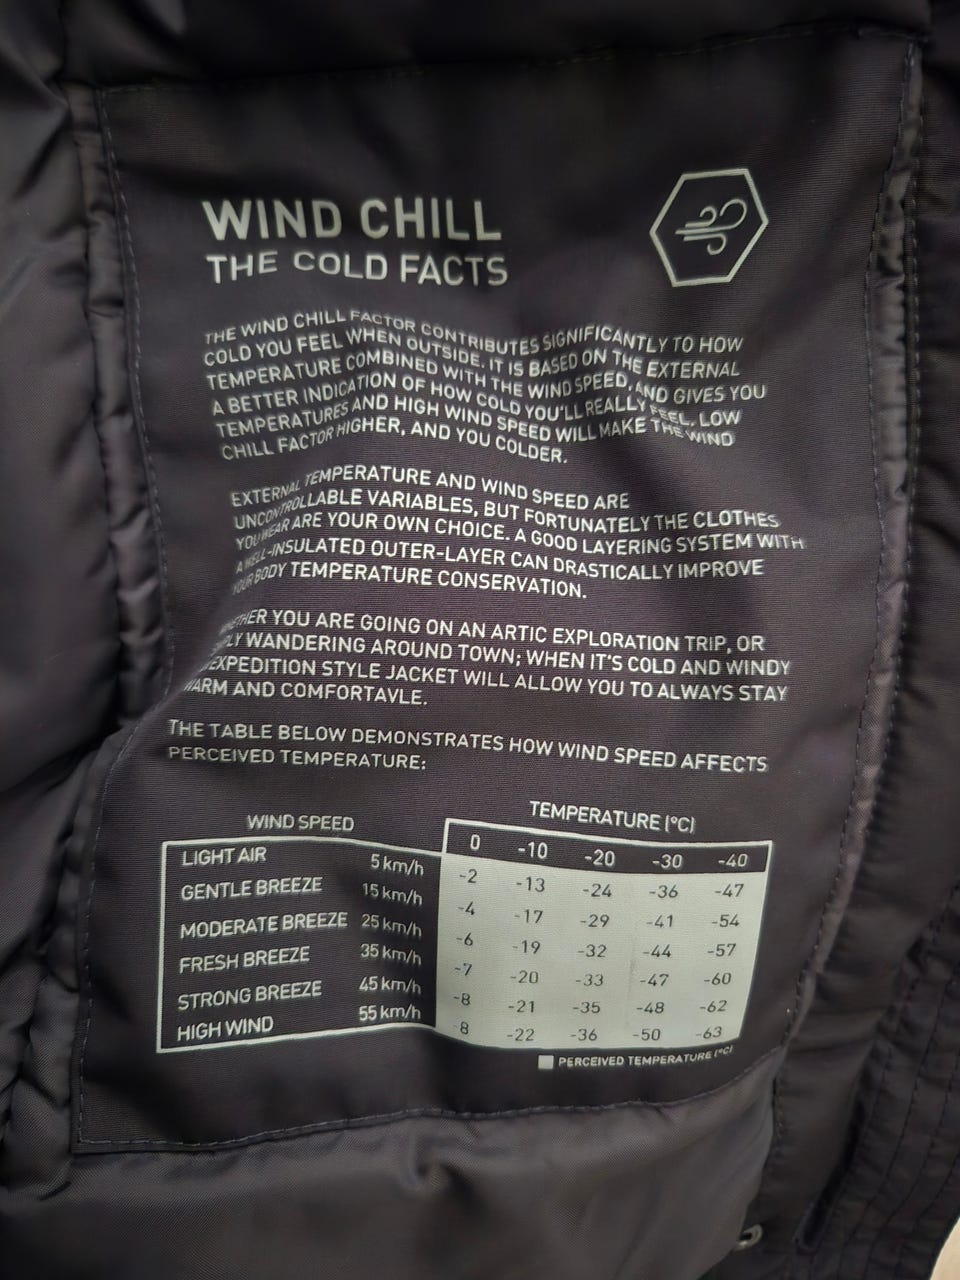 WIND CHILL
THE COLD FACTS
THE WIND CHILL FACTOR CONTRIBUTES SIGNIFICANTLY TO HOW
COLD YOU FEEL WHEN OUTSIDE. IT IS BASED ON THE EXTERNAL
TEMPERATURE COMBINED WITH THE WIND SPEED, AND GIVES YOU
A BETTER INDICATION OF HOW COLD YOU'LL REALLY FEEL. LOW
TEMPERATURES AND HIGH WIND SPEED WILL MAKE THE WIND
CHILL FACTOR HIGHER, AND YOU COLDER.
EXTERNAL TEMPERATURE AND WIND SPEED ARE
UNCONTROLLABLE VARIABLES, BUT FORTUNATELY THE CLOTHES
YOU WEAR ARE YOUR OWN CHOICE. A GOOD LAYERING SYSTEM WITH
A WELL-INSULATED OUTER-LAYER CAN DRASTICALLY IMPROVE
YOUR BODY TEMPERATURE CONSERVATION.
WHETHER YOU ARE GOING ON AN ARTIC EXPLORATION TRIP, OR
SIMPLY WANDERING AROUND TOWN; WHEN IT'S COLD AND WINDY
EXPEDITION STYLE JACKET WILL ALLOW YOU TO ALWAYS STAY
WARM AND COMFORTAVLE.
THE TABLE BELOW DEMONSTRATES HOW WIND SPEED AFFECTS
PERCEIVED TEMPERATURE:
WIND SPEED TEMPERATURE (°C)
0 -10 -20 -30 -40
LIGHT AIR 5 km/h -2 -13 -24 -36 -47
GENTLE BREEZE 15 km/h -4 -17 -29 -41 -54
MODERATE BREEZE 25 km/h -6 -19 -32 -44 -57
FRESH BREEZE 35 km/h -7 -20 -33 -47 -60
STRONG BREEZE 45 km/h -8 -21 -35 -48 -62
HIGH WIND 55 km/h -8 -22 -36 -50 -63
PERCEIVED TEMPERATURE (°C)